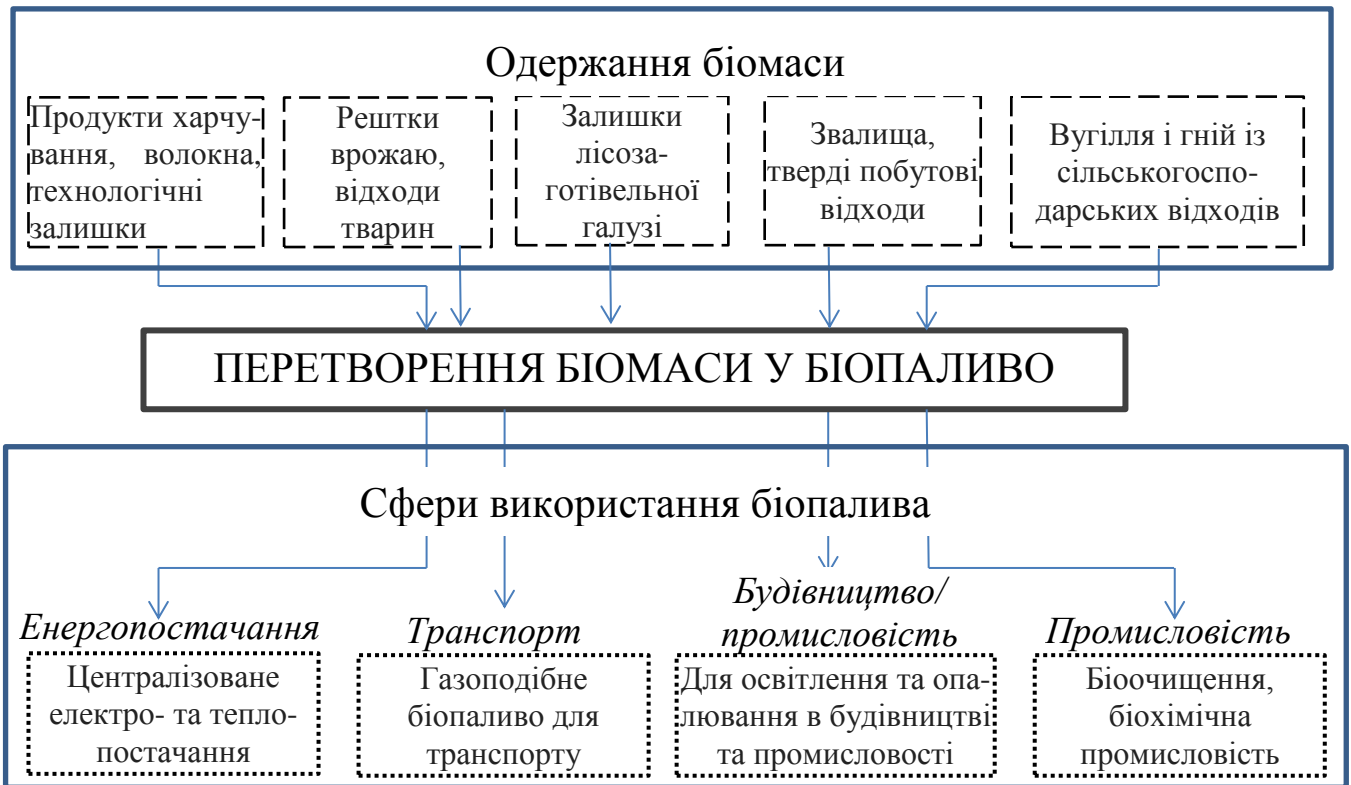 Одержання біомаси
Продукти харчу-
вання, волокна,
технологічні
залишки
Рештки
врожаю,
відходи
тварин
Залишки
лісоза-
готівельної
галузі
Звалища,
тверді побутові
відходи
Вугілля і гній із
сільськогоспо-
дарських відходів
ПЕРЕТВОРЕННЯ БІОМАСИ У БІОПАЛИВО
Сфери використання біопалива
Енергопостачання
Централізоване
електро- та тепло-
постачання
Транспорт
Газоподібне
біопаливо для
транспорту
Будівництво/
промисловість
Для освітлення та опа-
лювання в будівництві
та промисловості
Промисловість
Біоочищення,
біохімічна
промисловість